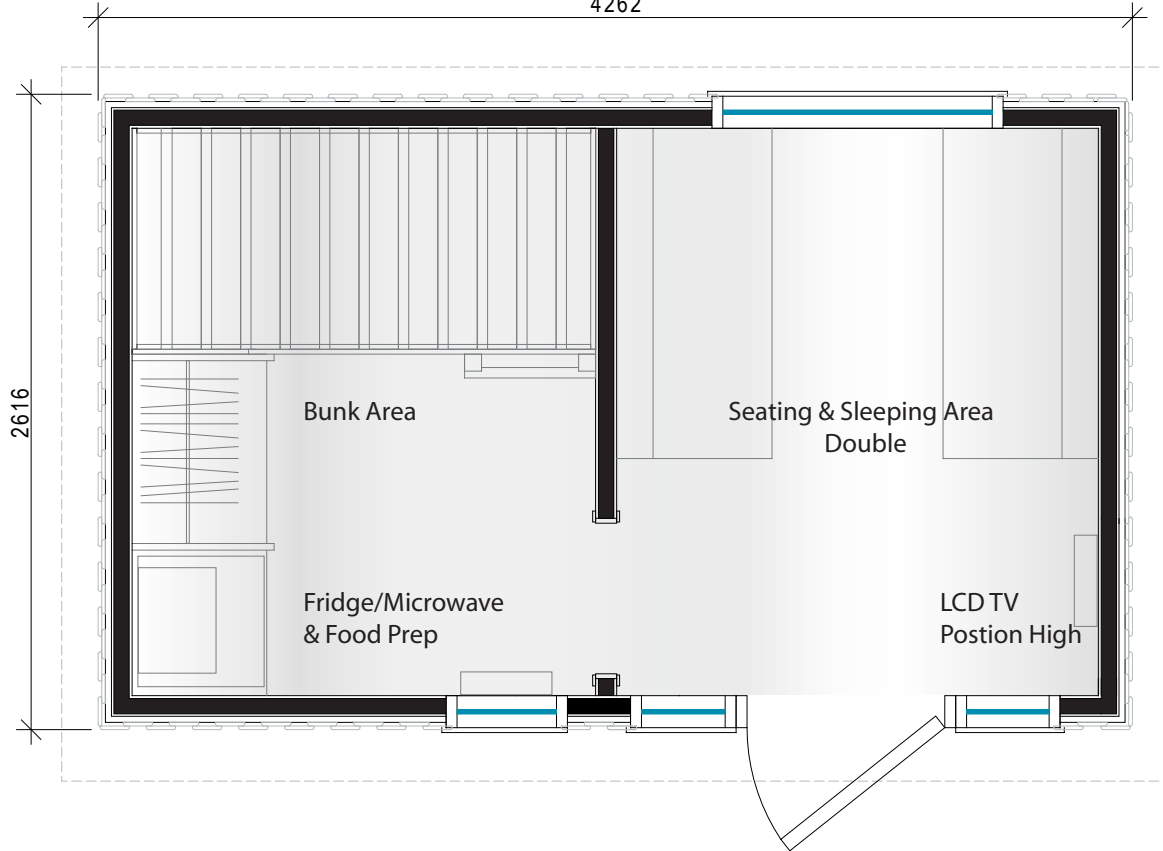 4262
2616
Bunk Area
Seating & Sleeping Area
Double
Fridge/Microwave
& Food Prep
LCD TV
Postion High